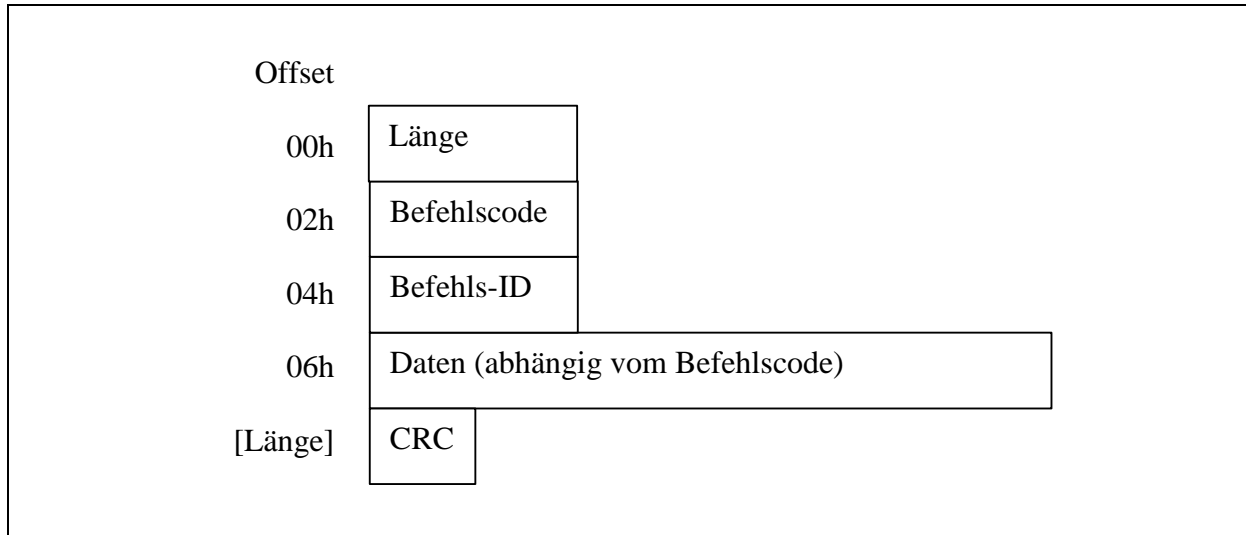 Offset
00h Länge
02h Befehlscode
04h Befehls-ID
06h Daten (abhängig vom Befehlscode)
[Länge] CRC